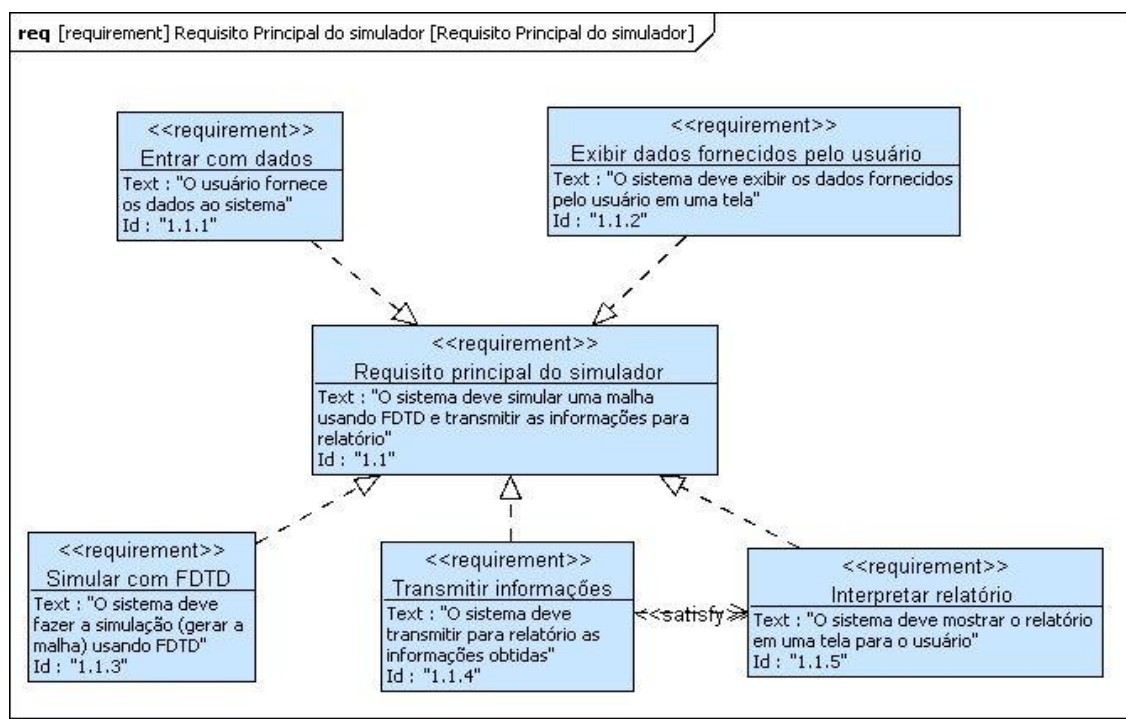 req [requirement] Requisito Principal do simulador [Requisito Principal do simulador]
<<requirement>>
Entrar com dados
Text : "O usuário fornece
os dados ao sistema"
Id : "1.1.1"
<<requirement>>
Exibir dados fornecidos pelo usuário
Text : "O sistema deve exibir os dados fornecidos
pelo usuário em uma tela"
Id : "1.1.2"
<<requirement>>
Requisito principal do simulador
Text : "O sistema deve simular uma malha
usando FDTD e transmitir as informações para
relatório"
Id : "1.1"
<<requirement>>
Simular com FDTD
Text : "O sistema deve
fazer a simulação (gerar a
malha) usando FDTD"
Id : "1.1.3"
<<requirement>>
Transmitir informações
Text : "O sistema deve
transmitir para relatório as
informações obtidas"
Id : "1.1.4"
<<satisfy>>
<<requirement>>
Interpretar relatório
Text : "O sistema deve mostrar o relatório
em uma tela para o usuário"
Id : "1.1.5"